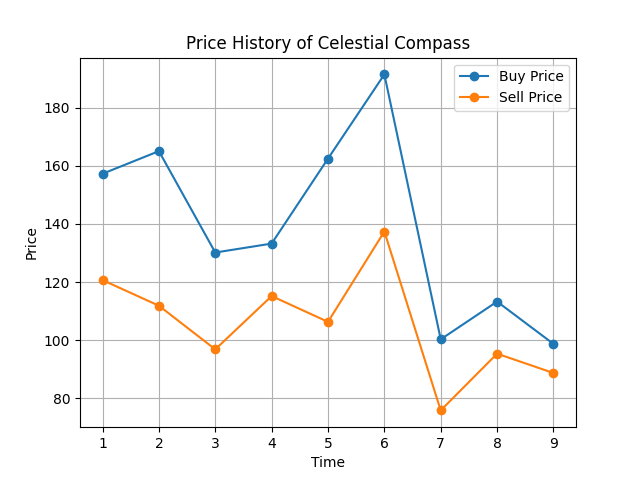 Price History of Celestial Compass
Buy Price
Sell Price
Price
180
160
140
120
100
80
1 2 3 4 5 6 7 8 9
Time